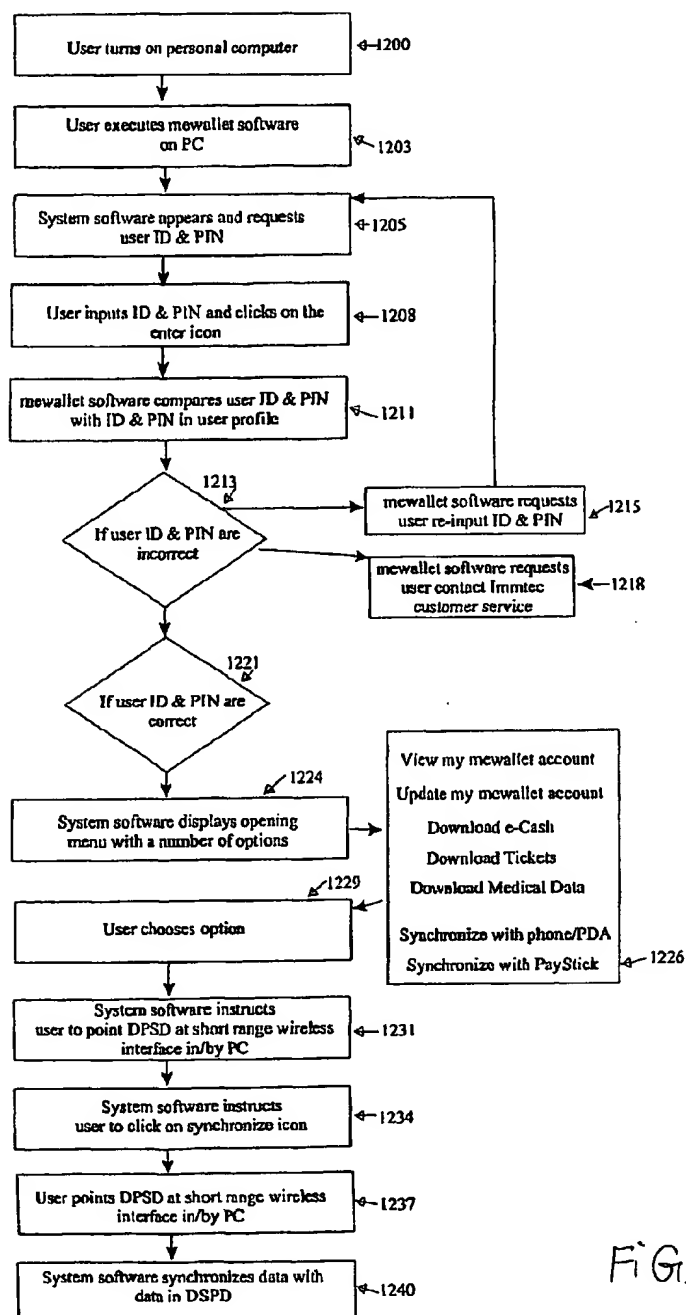 User turns on personal computer
1200
User executes mewallet software
on PC
1203
System software appears and requests
user ID & PIN
1205
User inputs ID & PIN and clicks on the
enter icon
1208
mewallet software compares user ID & PIN
with ID & PIN in user profile
1211
1213
If user ID & PIN are
incorrect
mewallet software requests
user re-input ID & PIN
1215
mewallet software requests
user contact Immtec
customer service
1218
1221
If user ID & PIN are
correct
1224
System software displays opening
menu with a number of options
View my mewallet account
Update my mewallet account
Download e-Cash
Download Tickets
Download Medical Data
Synchronize with phone/PDA
Synchronize with PayStick
1226
1229
User chooses option
System software instructs
user to point DPSD at short range wireless
interface in/by PC
1231
System software instructs
user to click on synchronize icon
1234
User points DPSD at short range wireless
interface in/by PC
1237
System software synchronizes data with
data in DSPD
1240
FiG.